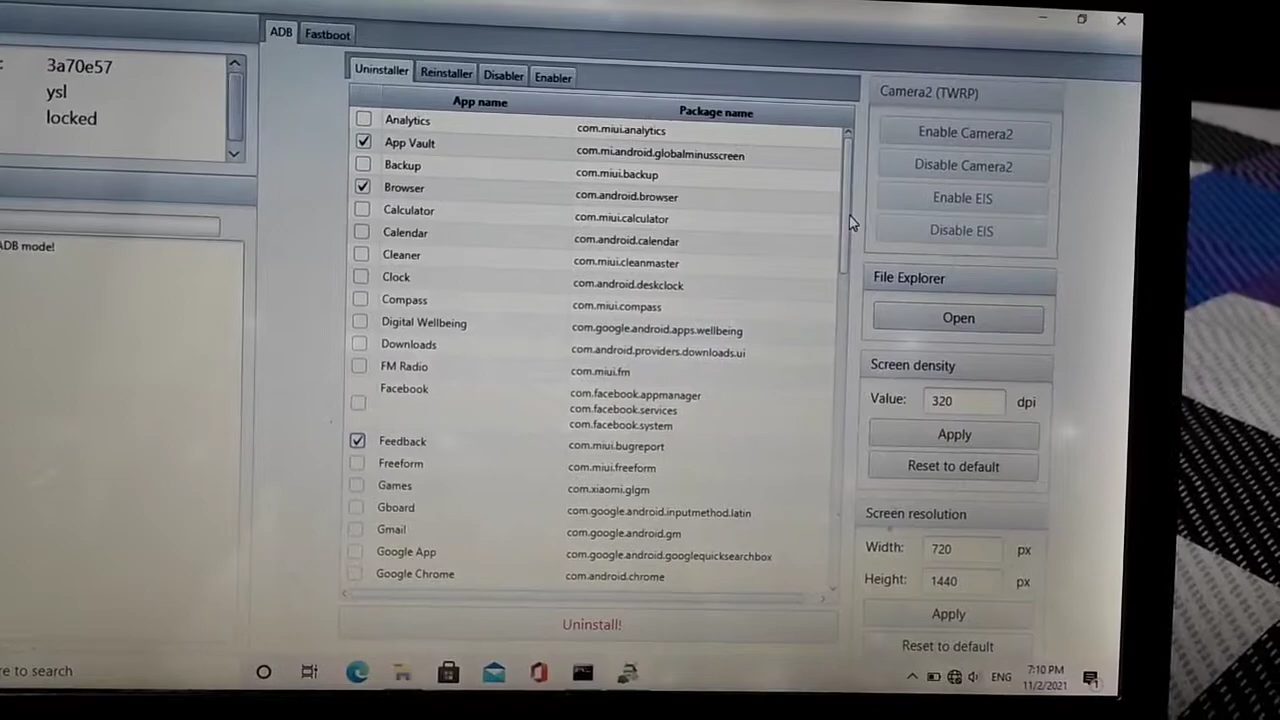 ADB
Fastboot
3a70e57
ysl
locked
ADB mode!
Uninstaller
Reinstaller
Disabler
Enabler
App name
Package name
Analytics
com.miui.analytics
App Vault
com.mi.android.globalminusscreen
Backup
com.miui.backup
Browser
com.android.browser
Calculator
com.miui.calculator
Calendar
com.android.calendar
Cleaner
com.miui.cleanmaster
Clock
com.android.deskclock
Compass
com.miui.compass
Digital Wellbeing
com.google.android.apps.wellbeing
Downloads
com.android.providers.downloads.ui
FM Radio
com.miui.fm
Facebook
com.facebook.appmanager
com.facebook.services
com.facebook.system
Feedback
com.miui.bugreport
Freeform
com.miui.freeform
Games
com.xiaomi.glgm
Gboard
com.google.android.inputmethod.latin
Gmail
com.google.android.gm
Google App
com.google.android.googlequicksearchbox
Google Chrome
com.android.chrome
Uninstall!
Camera2 (TWRP)
Enable Camera2
Disable Camera2
Enable EIS
Disable EIS
File Explorer
Open
Screen density
Value: 320 dpi
Apply
Reset to default
Screen resolution
Width: 720 px
Height: 1440 px
Apply
Reset to default
re to search
ENG
7:10 PM
11/2/2021
1